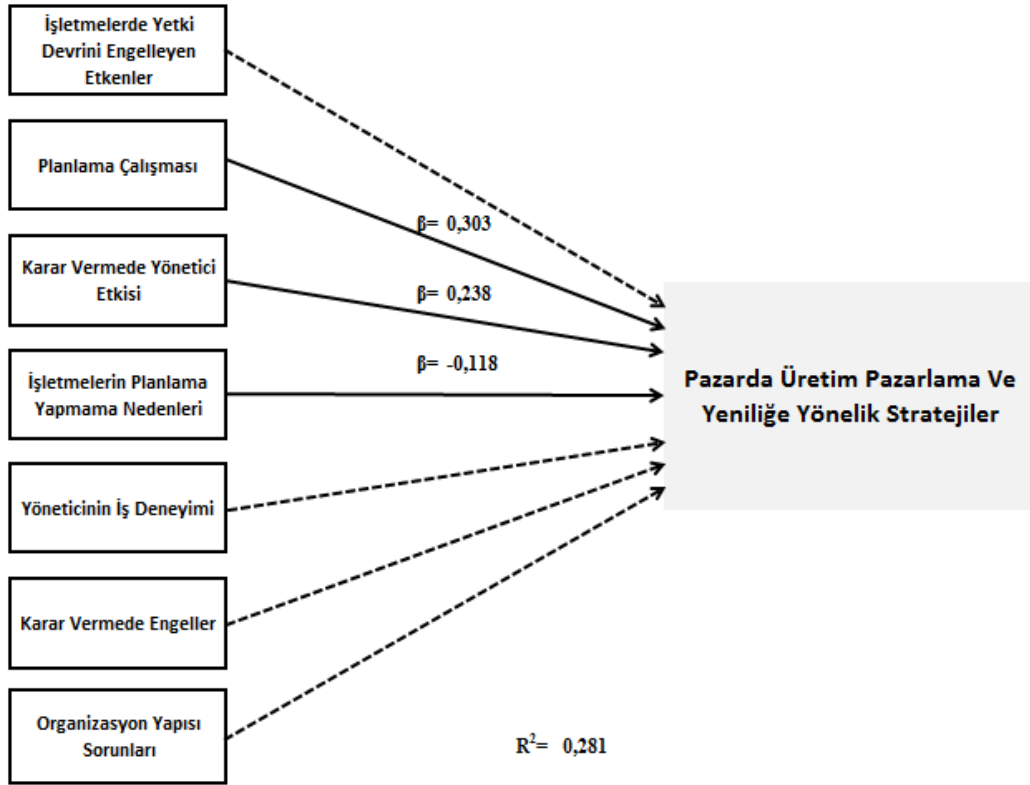 İşletmelerde Yetki
Devrini Engelleyen
Etkenler
Planlama Çalışması
β= 0,303
Karar Vermede Yönetici
Etkisi
β= 0,238
İşletmelerin Planlama
Yapmama Nedenleri
β= -0,118
Pazarda Üretim Pazarlama Ve
Yeniliğe Yönelik Stratejiler
Yöneticinin İş Deneyimi
Karar Vermede Engeller
Organizasyon Yapısı
Sorunları
R²= 0,281